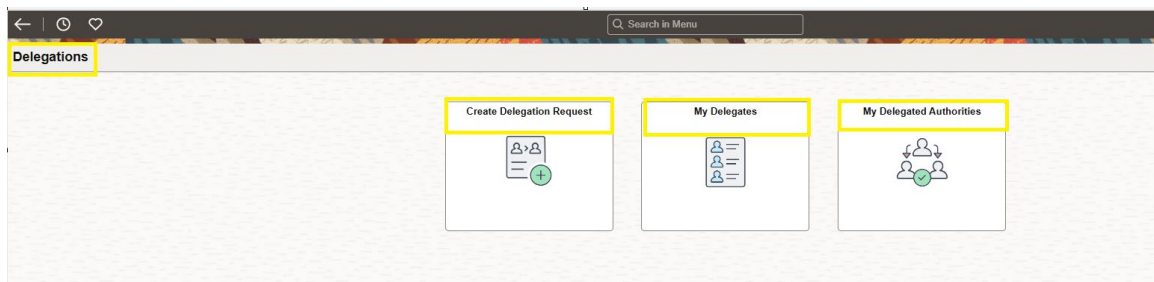 Search in Menu
Delegations
Create Delegation Request
My Delegates
My Delegated Authorities